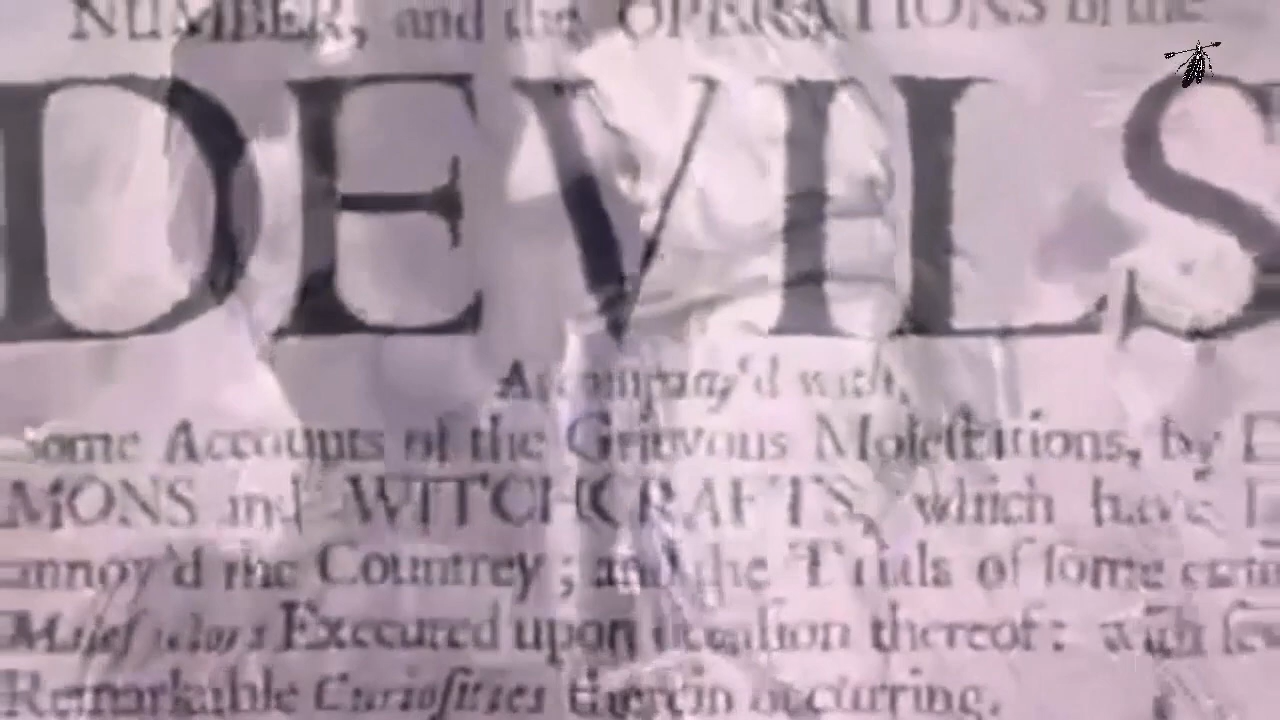 NUMBER, and the OPERATIONS of the
DEVILS
Accompany'd with,
some Accounts of the Grievous Moleſtations, by
MONS and WITCHCRAFTS, which have
annoy'd the Countrey; and the Trials of ſome
Malefactors Executed upon occaſion thereof: with
Remarkable Curioſities therein occurring.